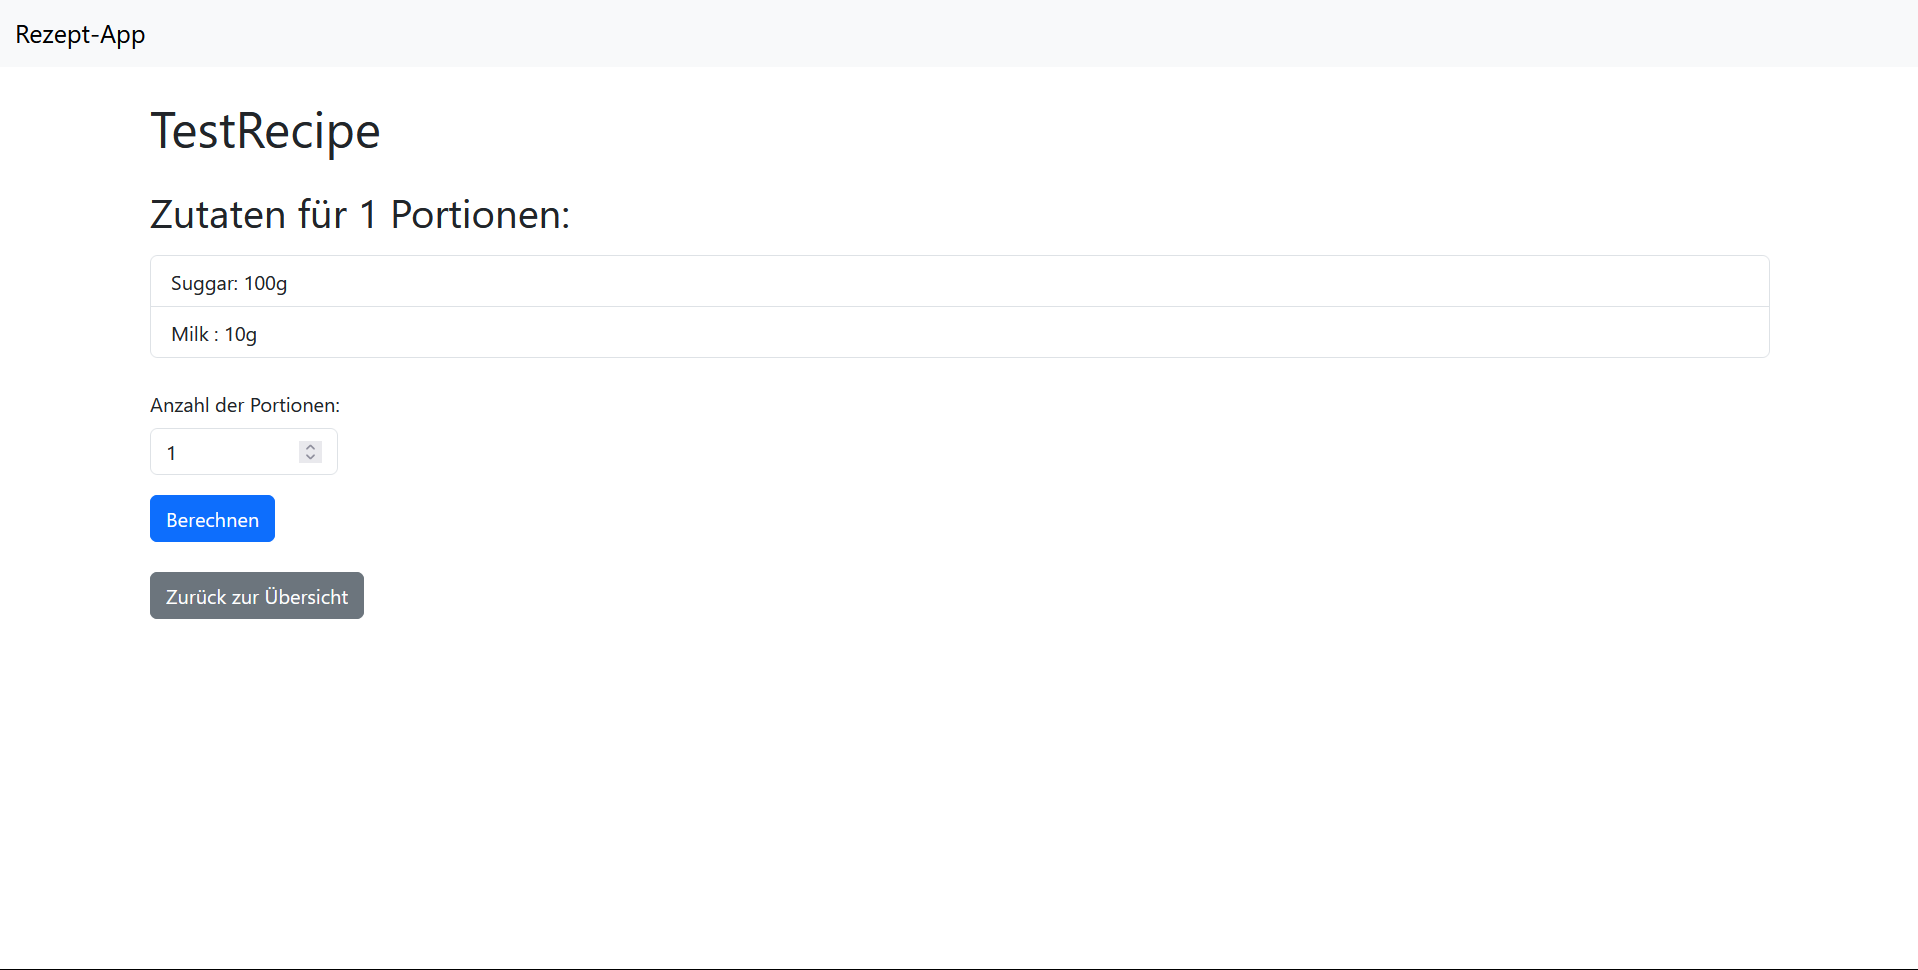 Rezept-App
TestRecipe
Zutaten für 1 Portionen:
Suggar: 100g
Milk : 10g
Anzahl der Portionen:
1
Berechnen
Zurück zur Übersicht